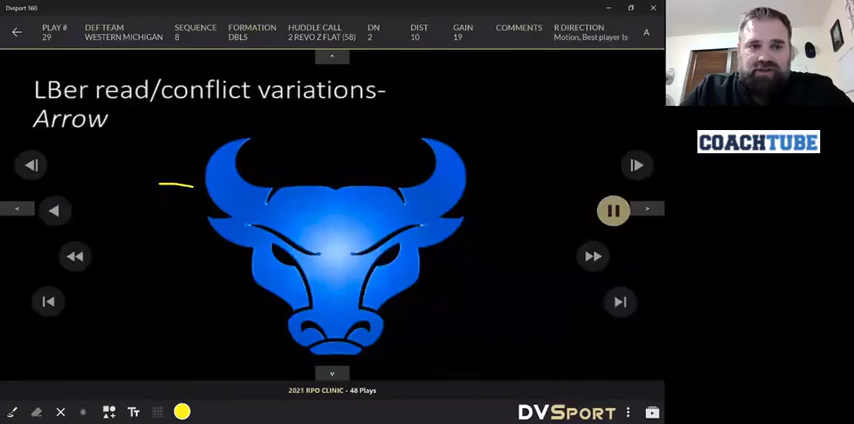 Dvsport 360
PLAY # DEF TEAM SEQUENCE FORMATION HUDDLE CALL DN DIST GAIN COMMENTS R DIRECTION
29 WESTERN MICHIGAN 8 DBLS 2 REVO Z FLAT (58) 2 10 19 Motion, Best player is A
LBer read/conflict variations-
Arrow
COACHTUBE
2021 RPO CLINIC - 48 Plays
Tт
DVSPORT